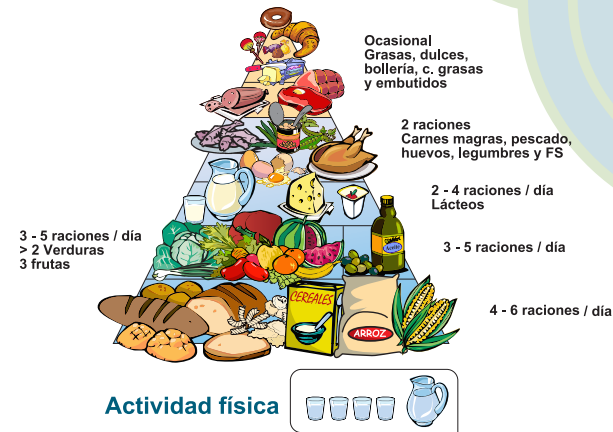 Ocasional
Grasas, dulces,
bollería, c. grasas
y embutidos
2 raciones
Carnes magras, pescado,
huevos, legumbres y FS
2 - 4 raciones / día
Lácteos
3 - 5 raciones / día
> 2 Verduras
3 frutas
3 - 5 raciones / día
Aceite
4 - 6 raciones / día
CEREALES
ARROZ
Actividad física